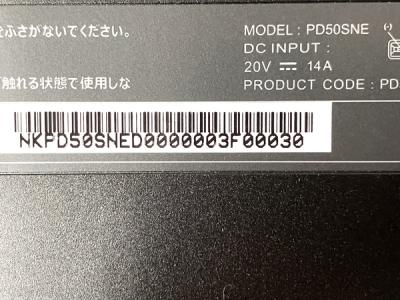 をふさがないでください。
MODEL : PD50SNE
(-)
DC INPUT :
20V ⎓ 14A
触れる状態で使用しな
PRODUCT CODE : PD
NKPD50SNED0000003F00030